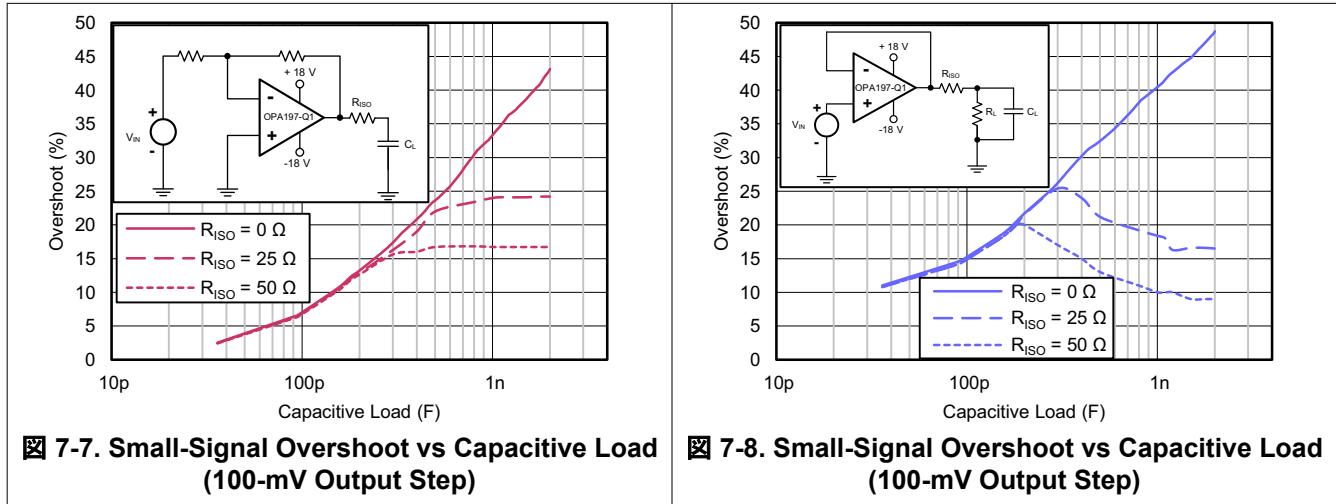 Overshoot (%)
50
45
40
35
30
25
20
15
10
5
0
10p
100p
1n
Capacitive Load (F)
+ 18 V
-
OPA197-Q1
+
-18 V
RISO
CL
+
VIN
-
RISO = 0 Ω
RISO = 25 Ω
RISO = 50 Ω
図 7-7. Small-Signal Overshoot vs Capacitive Load
(100-mV Output Step)
Overshoot (%)
50
45
40
35
30
25
20
15
10
5
0
10p
100p
1n
Capacitive Load (F)
+ 18 V
-
OPA197-Q1
+
-18 V
RISO
RL
CL
+
VIN
-
RISO = 0 Ω
RISO = 25 Ω
RISO = 50 Ω
図 7-8. Small-Signal Overshoot vs Capacitive Load
(100-mV Output Step)